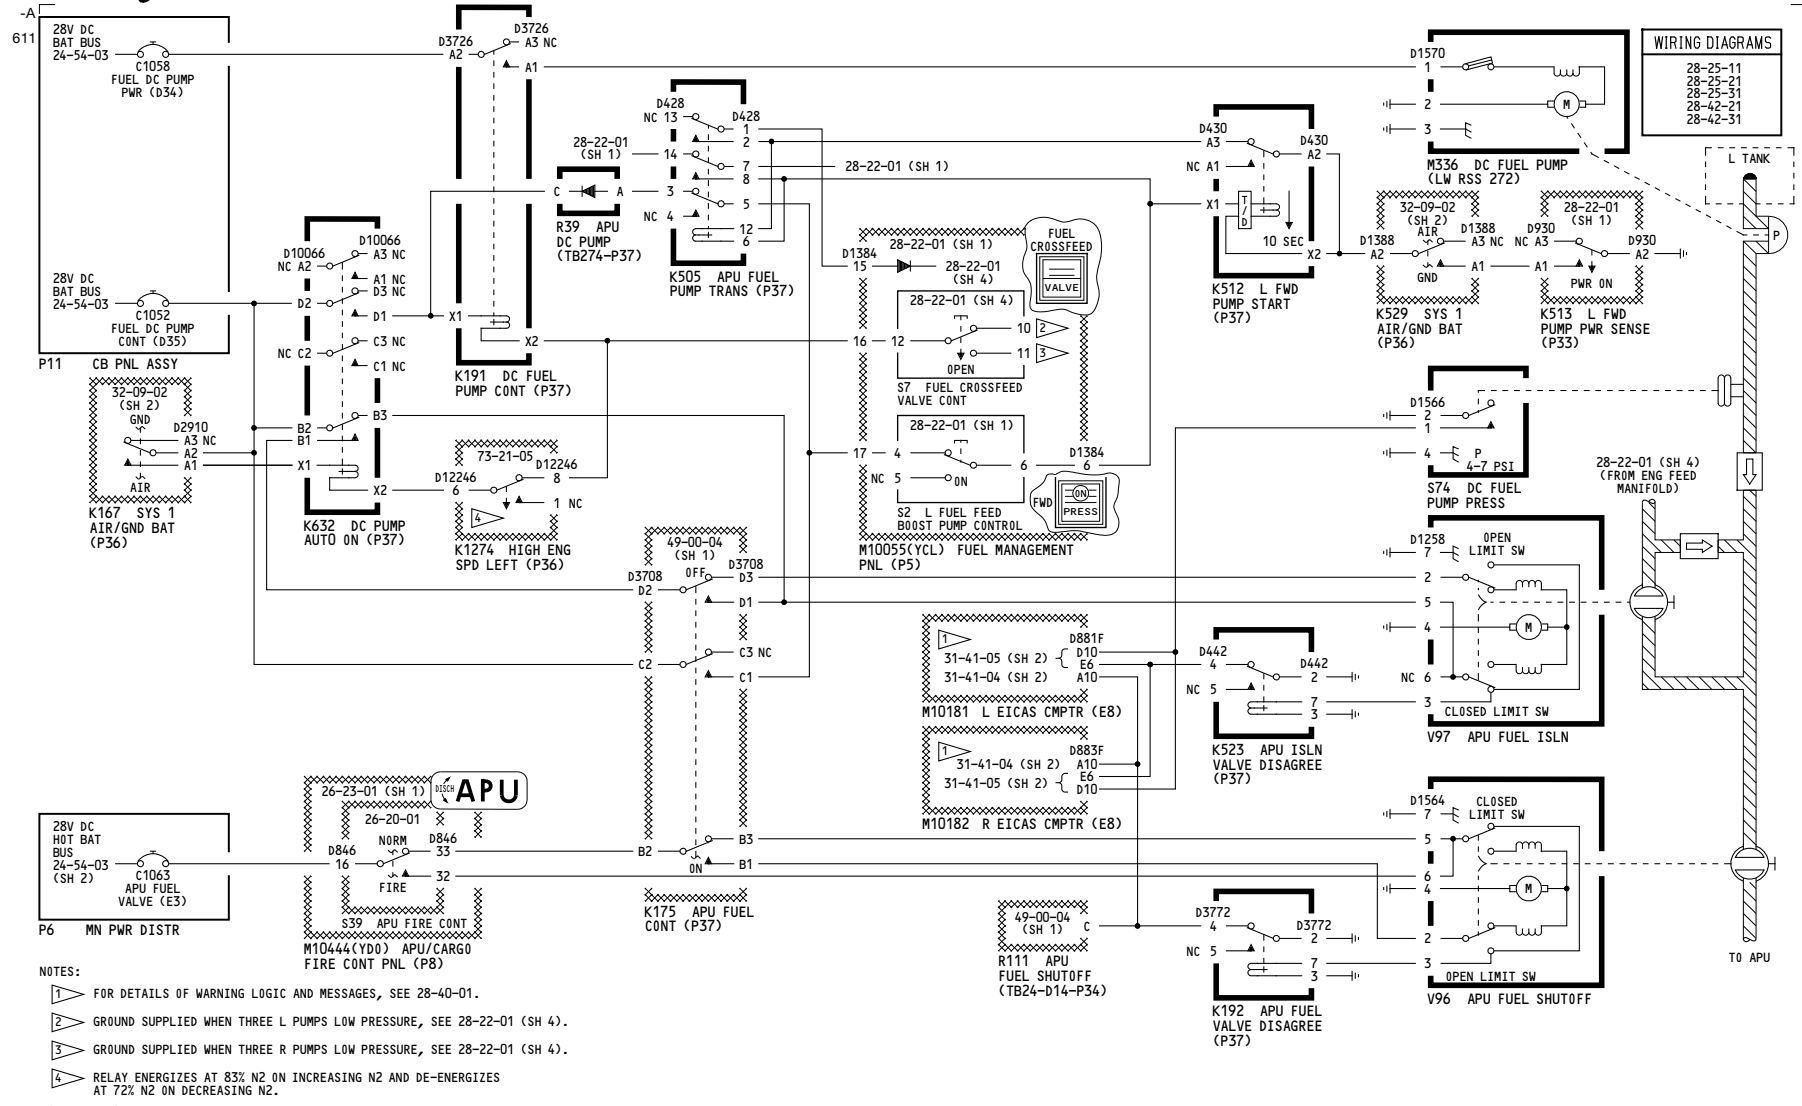 -A
611
28V DC
BAT BUS
24-54-03
C1058
FUEL DC PUMP
PWR (D34)
28V DC
BAT BUS
24-54-03
C1052
FUEL DC PUMP
CONT (D35)
P11 CB PNL ASSY
32-09-02
(SH 2)
GND
D2910
A3 NC
A2
A1
AIR
K167 SYS 1
AIR/GND BAT
(P36)
D10066
D10066
NC A2
A3 NC
A1 NC
D2
D3 NC
D1
NC C2
C3 NC
C1 NC
B2
B3
B1
X1
X2
K632 DC PUMP
AUTO ON (P37)
D3726
D3726
A2
A3 NC
A1
X1
X2
K191 DC FUEL
PUMP CONT (P37)
73-21-05
D12246
D12246
6
8
1 NC
4
K1274 HIGH ENG
SPD LEFT (P36)
28-22-01
(SH 1)
C
A
R39 APU
DC PUMP
(TB274-P37)
D428
D428
NC 13
1
2
14
7
28-22-01 (SH 1)
8
3
5
NC 4
12
6
K505 APU FUEL
PUMP TRANS (P37)
28-22-01 (SH 1)
D1384
15
28-22-01
(SH 4)
FUEL
CROSSFEED
VALVE
28-22-01 (SH 4)
10
2
16
12
11
3
OPEN
S7 FUEL CROSSFEED
VALVE CONT
28-22-01 (SH 1)
D1384
17
4
6
6
NC 5
ON
S2 L FUEL FEED
BOOST PUMP CONTROL
FWD
ON
PRESS
M10055(YCL) FUEL MANAGEMENT
PNL (P5)
D430
D430
A3
A2
NC A1
X1
T/D
10 SEC
X2
K512 L FWD
PUMP START
(P37)
D1570
1
2
M
3
M336 DC FUEL PUMP
(LW RSS 272)
WIRING DIAGRAMS
28-25-11
28-25-21
28-25-31
28-42-21
28-42-31
L TANK
P
32-09-02
(SH 2)
AIR
D1388
D1388
A2
A3 NC
A1
GND
K529 SYS 1
AIR/GND BAT
(P36)
28-22-01
(SH 1)
D930
D930
NC A3
A2
A1
PWR ON
K513 L FWD
PUMP PWR SENSE
(P33)
D1566
2
1
4
P
4-7 PSI
S74 DC FUEL
PUMP PRESS
28-22-01 (SH 4)
(FROM ENG FEED
MANIFOLD)
49-00-04
(SH 1)
D3708
D3708
OFF
D2
D3
D1
C2
C3 NC
C1
B2
B3
B1
ON
K175 APU FUEL
CONT (P37)
D1258
7
OPEN
LIMIT SW
2
5
4
M
NC 6
3
CLOSED LIMIT SW
V97 APU FUEL ISLN
1
D881F
31-41-05 (SH 2)
D10
E6
31-41-04 (SH 2)
A10
M10181 L EICAS CMPTR (E8)
1
D883F
31-41-04 (SH 2)
A10
31-41-05 (SH 2)
E6
D10
M10182 R EICAS CMPTR (E8)
D442
D442
4
2
NC 5
7
3
K523 APU ISLN
VALVE DISAGREE
(P37)
28V DC
HOT BAT
BUS
24-54-03
(SH 2)
C1063
APU FUEL
VALVE (E3)
P6 MN PWR DISTR
26-23-01 (SH 1)
DISCH
APU
26-20-01
NORM
D846
D846
16
33
32
FIRE
S39 APU FIRE CONT
M10444(YDO) APU/CARGO
FIRE CONT PNL (P8)
D1564
7
CLOSED
LIMIT SW
5
6
4
M
2
3
OPEN LIMIT SW
V96 APU FUEL SHUTOFF
49-00-04
(SH 1)
C
R111 APU
FUEL SHUTOFF
(TB24-D14-P34)
D3772
D3772
4
2
NC 5
7
3
K192 APU FUEL
VALVE DISAGREE
(P37)
TO APU
NOTES:
1 FOR DETAILS OF WARNING LOGIC AND MESSAGES, SEE 28-40-01.
2 GROUND SUPPLIED WHEN THREE L PUMPS LOW PRESSURE, SEE 28-22-01 (SH 4).
3 GROUND SUPPLIED WHEN THREE R PUMPS LOW PRESSURE, SEE 28-22-01 (SH 4).
4 RELAY ENERGIZES AT 83% N2 ON INCREASING N2 AND DE-ENERGIZES
AT 72% N2 ON DECREASING N2.